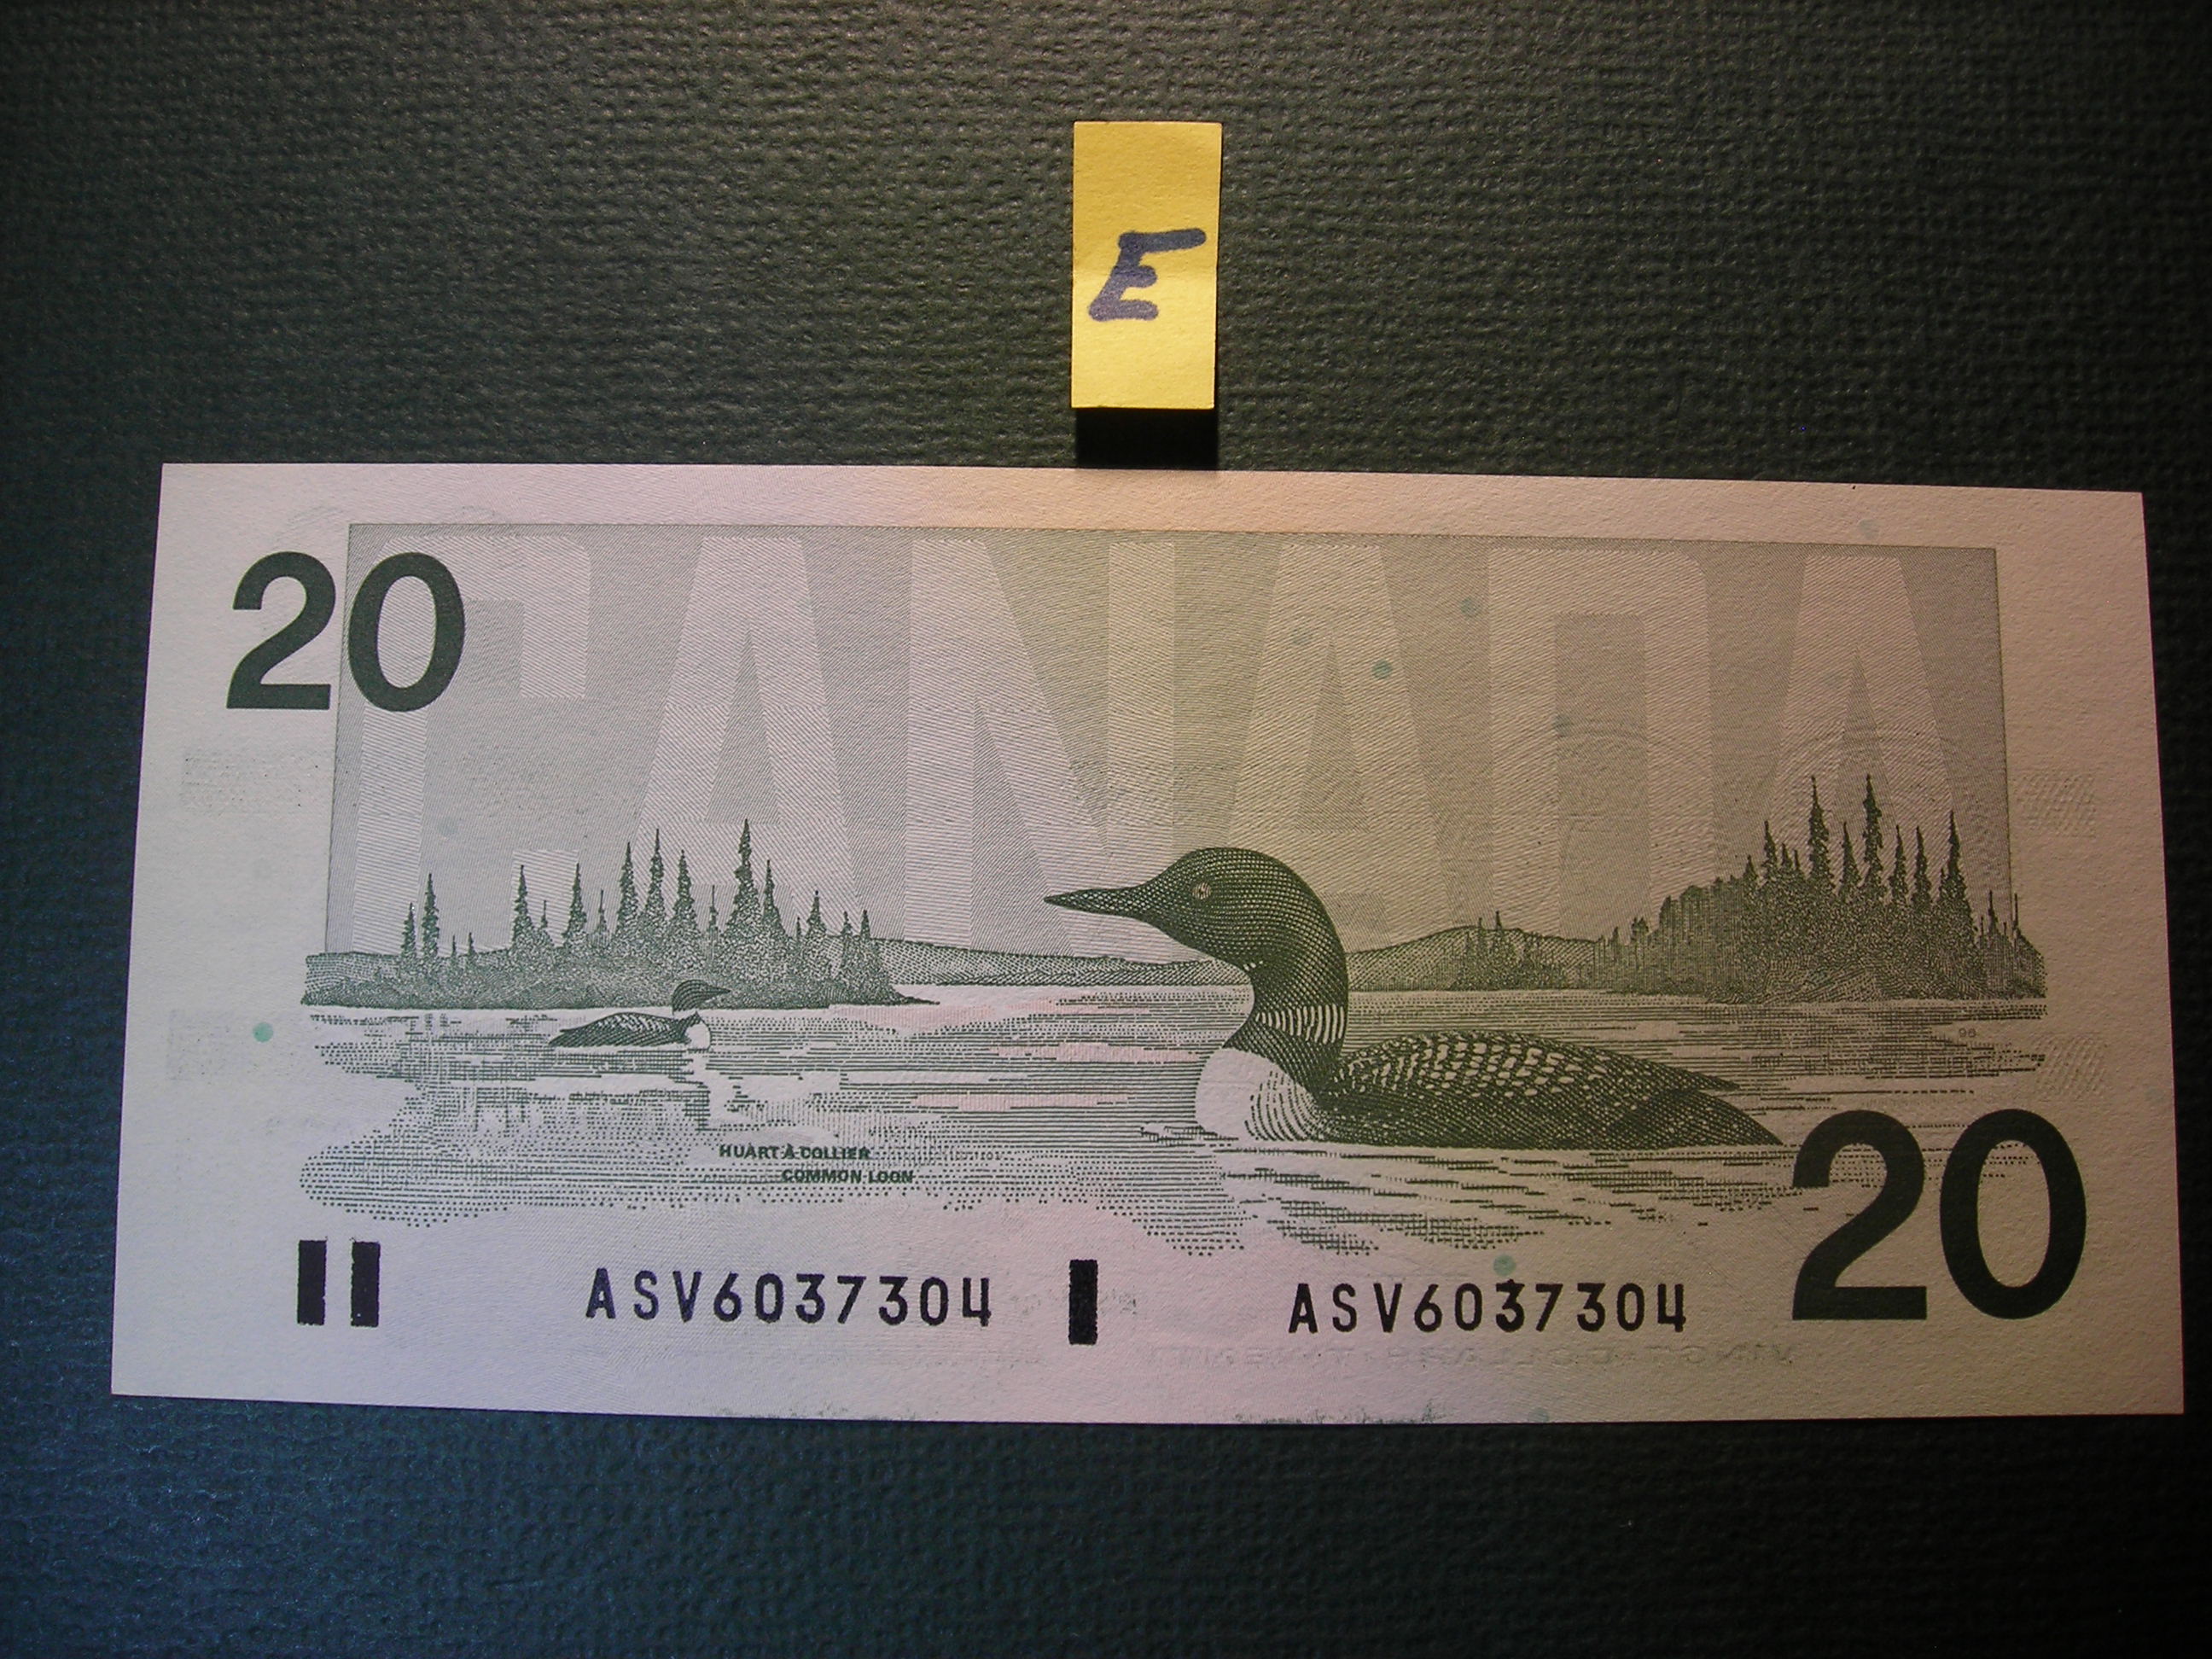 E
20
CANADA
HUART À COLLIER
COMMON LOON
20
ASV6037304 ASV6037304